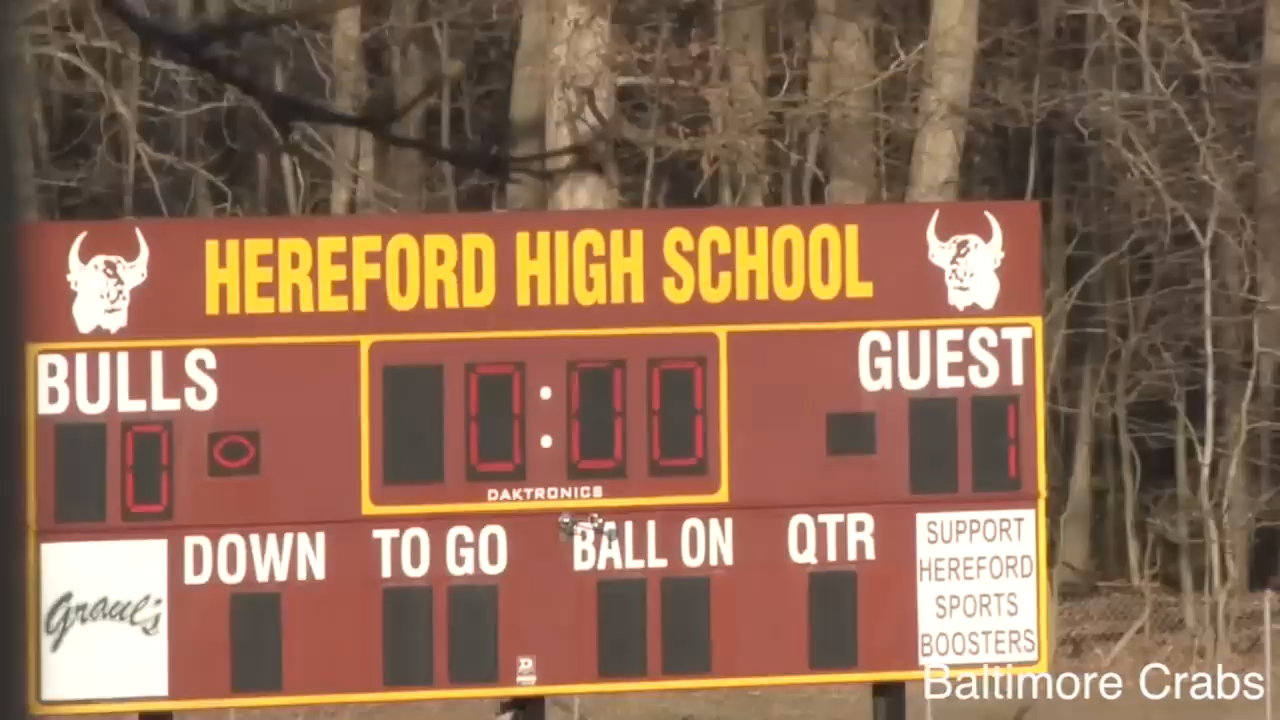 HEREFORD HIGH SCHOOL
BULLS
0
0:00
GUEST
1
DAKTRONICS
DOWN
TO GO
BALL ON
QTR
Graul's
SUPPORT
HEREFORD
SPORTS
BOOSTERS
Baltimore Crabs